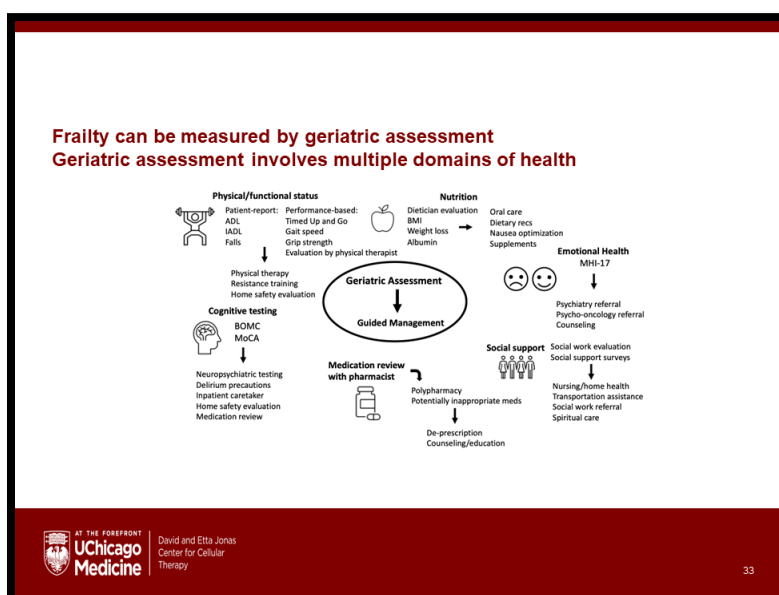 Frailty can be measured by geriatric assessment
Geriatric assessment involves multiple domains of health
Physical/functional status
Patient-report:
ADL
IADL
Falls
Performance-based:
Timed Up and Go
Gait speed
Grip strength
Evaluation by physical therapist
Physical therapy
Resistance training
Home safety evaluation
Nutrition
Dietician evaluation
BMI
Weight loss
Albumin
Oral care
Dietary recs
Nausea optimization
Supplements
Emotional Health
MHI-17
Psychiatry referral
Psycho-oncology referral
Counseling
Geriatric Assessment
Guided Management
Cognitive testing
BOMC
MoCA
Neuropsychiatric testing
Delirium precautions
Inpatient caretaker
Home safety evaluation
Medication review
Medication review
with pharmacist
Polypharmacy
Potentially inappropriate meds
De-prescription
Counseling/education
Social support
Social work evaluation
Social support surveys
Nursing/home health
Transportation assistance
Social work referral
Spiritual care
AT THE FOREFRONT
UChicago
Medicine
David and Etta Jonas
Center for Cellular
Therapy
33